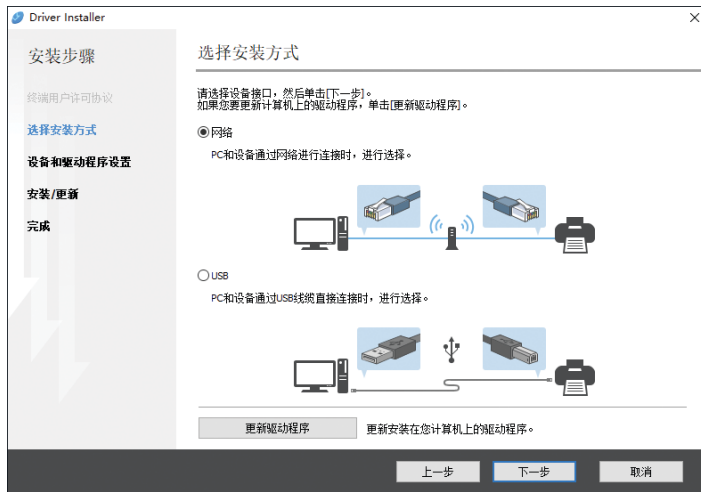 Driver Installer
安装步骤
终端用户许可协议
选择安装方式
设备和驱动程序设置
安装/更新
完成
选择安装方式
请选择设备接口，然后单击[下一步]。
如果您要更新计算机上的驱动程序，单击[更新驱动程序]。
网络
PC和设备通过网络进行连接时，进行选择。
USB
PC和设备通过USB线缆直接连接时，进行选择。
更新驱动程序
更新安装在您计算机上的驱动程序。
上一步
下一步
取消